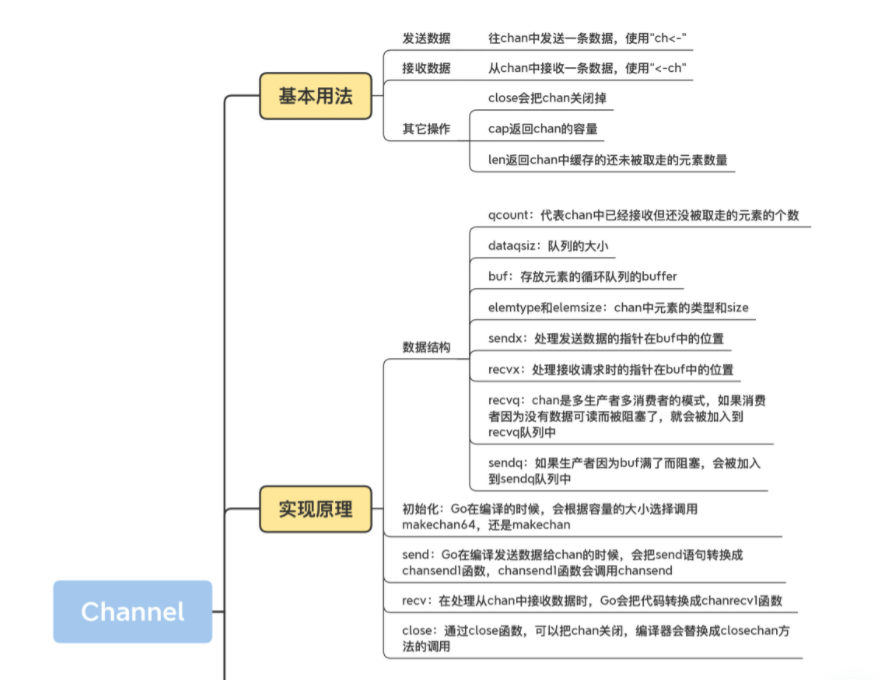 发送数据 往chan中发送一条数据，使用"ch<-"
接收数据 从chan中接收一条数据，使用"<-ch"
基本用法
close会把chan关闭掉
其它操作 cap返回chan的容量
len返回chan中缓存的还未被取走的元素数量
qcount：代表chan中已经接收但还没被取走的元素的个数
dataqsiz：队列的大小
buf：存放元素的循环队列的buffer
elemtype和elemsize：chan中元素的类型和size
数据结构
sendx：处理发送数据的指针在buf中的位置
recvx：处理接收请求时的指针在buf中的位置
recvq：chan是多生产者多消费者的模式，如果消费
者因为没有数据可读而被阻塞了，就会被加入到
recvq队列中
sendq：如果生产者因为buf满了而阻塞，会被加入
到sendq队列中
实现原理
初始化：Go在编译的时候，会根据容量的大小选择调用
makechan64，还是makechan
send：Go在编译发送数据给chan的时候，会把send语句转换成
chansend1函数，chansend1函数会调用chansend
Channel
recv：在处理从chan中接收数据时，Go会把代码转换成chanrecv1函数
close：通过close函数，可以把chan关闭，编译器会替换成closechan方
法的调用